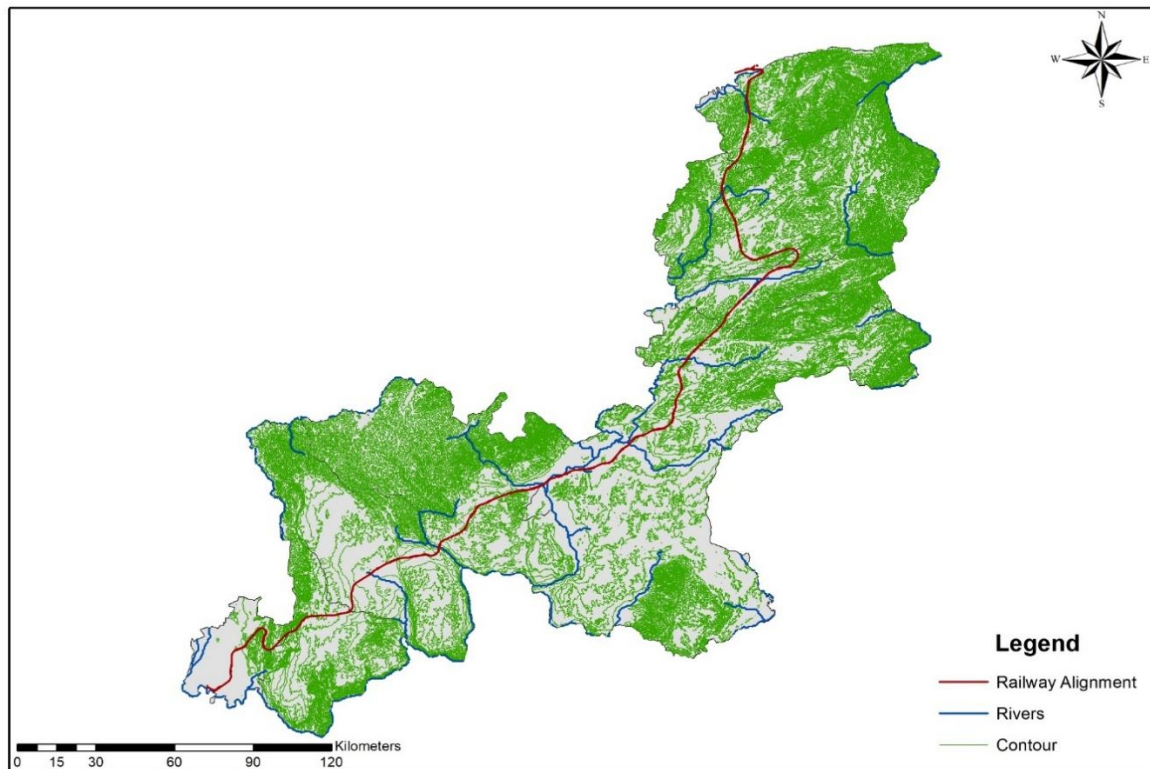 N
W E
S
Legend
Railway Alignment
Rivers
Contour
Kilometers
0 15 30 60 90 120